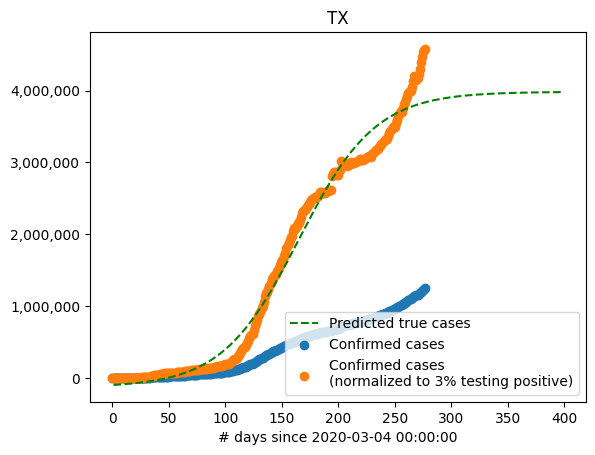 TX
4,000,000
3,000,000
2,000,000
1,000,000
0
Predicted true cases
Confirmed cases
Confirmed cases
(normalized to 3% testing positive)
0 50 100 150 200 250 300 350 400
# days since 2020-03-04 00:00:00